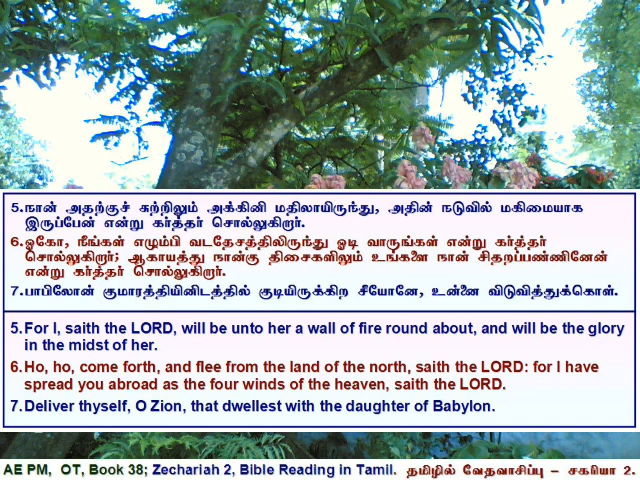 5. நான் அதற்குச் சுற்றிலும் அக்கினி மதிலாயிருந்து, அதின் நடுவில் மகிமையாக
இருப்பேன் என்று கர்த்தர் சொல்லுகிறார்.
6. ஓகோ, நீங்கள் எழும்பி வடதேசத்திலிருந்து ஓடி வாருங்கள் என்று கர்த்தர்
சொல்லுகிறார்; ஆகாயத்து நான்கு திசைகளிலும் உங்களை நான் சிதறப்பண்ணினேன்
என்று கர்த்தர் சொல்லுகிறார்.
7. பாபிலோன் குமாரத்தியினிடத்தில் குடியிருக்கிற சீயோனே, உன்னை விடுவித்துக்கொள்.
5. For I, saith the LORD, will be unto her a wall of fire round about, and will be the glory
in the midst of her.
6. Ho, ho, come forth, and flee from the land of the north, saith the LORD: for I have
spread you abroad as the four winds of the heaven, saith the LORD.
7. Deliver thyself, O Zion, that dwellest with the daughter of Babylon.
AE PM, OT, Book 38; Zechariah 2, Bible Reading in Tamil. தமிழில் வேதவாசிப்பு – சகரியா 2.